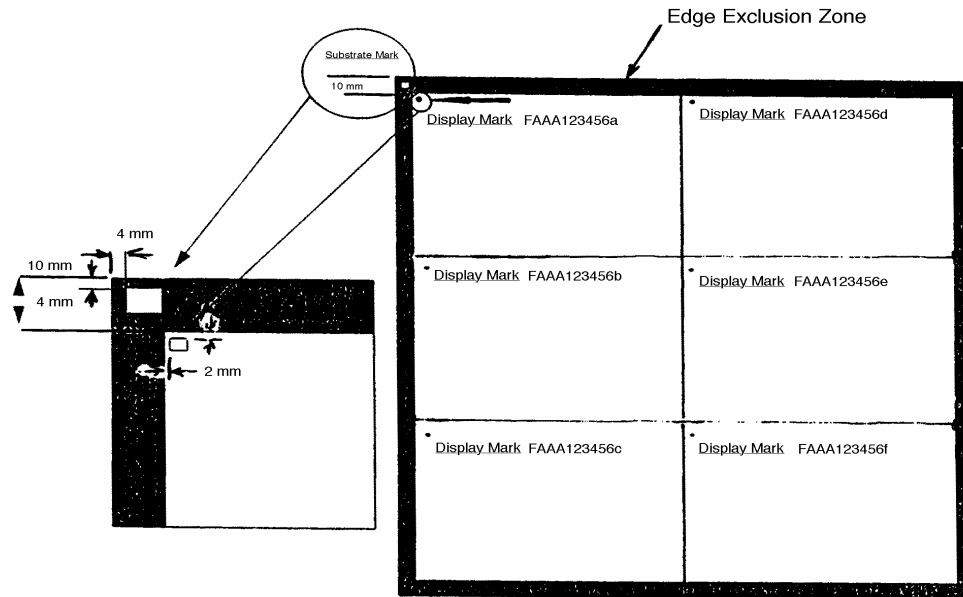 Edge Exclusion Zone
Substrate Mark
10 mm
Display Mark FAAA123456a
Display Mark FAAA123456d
4 mm
10 mm
4 mm
2 mm
Display Mark FAAA123456b
Display Mark FAAA123456e
Display Mark FAAA123456c
Display Mark FAAA123456f